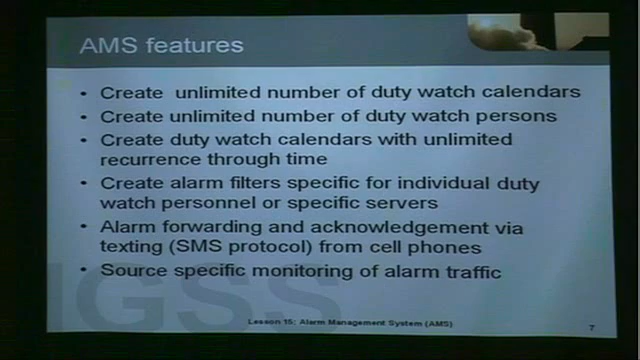 AMS features
• Create unlimited number of duty watch calendars
• Create unlimited number of duty watch persons
• Create duty watch calendars with unlimited
recurrence through time
• Create alarm filters specific for individual duty
watch personnel or specific servers
• Alarm forwarding and acknowledgement via
texting (SMS protocol) from cell phones
• Source specific monitoring of alarm traffic
IGSS
Lesson 15: Alarm Management System (AMS)
7